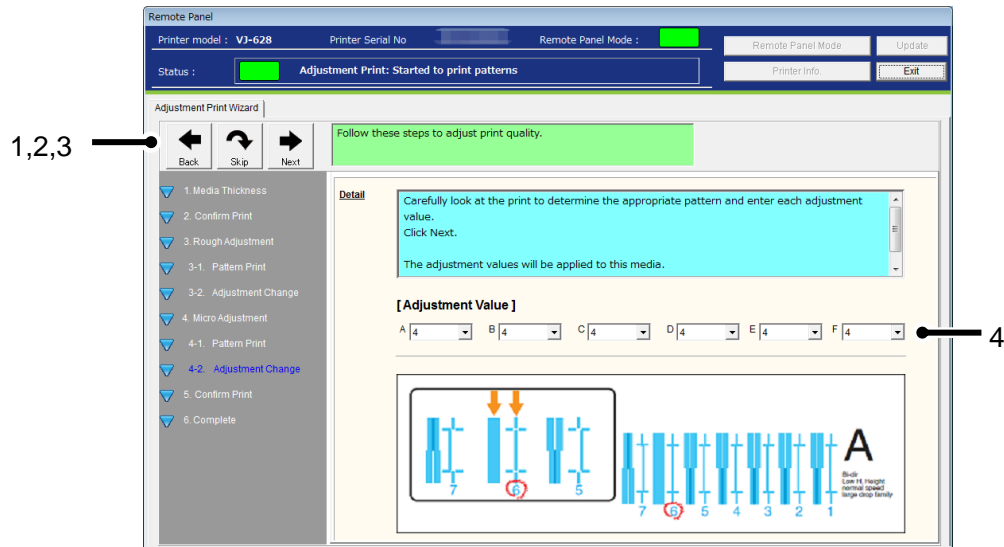 Remote Panel
Printer model : VJ-628 Printer Serial No Remote Panel Mode : Remote Panel Mode Update
Status : Adjustment Print: Started to print patterns Printer Info. Exit
Adjustment Print Wizard
1,2,3
Back Skip Next
Follow these steps to adjust print quality.
1.Media Thickness
2. Confirm Print
3. Rough Adjustment
3-1. Pattern Print
3-2. Adjustment Change
4. Micro Adjustment
4-1. Pattern Print
4-2. Adjustment Change
5. Confirm Print
6. Complete
Detail
Carefully look at the print to determine the appropriate pattern and enter each adjustment
value.
Click Next.
The adjustment values will be applied to this media.
[ Adjustment Value ]
A 4 B 4 C 4 D 4 E 4 F 4
4
7 6 5
7 6 5 4 3 2 1
A
Bi-dir
Low H, Height
normal speed
large drop family